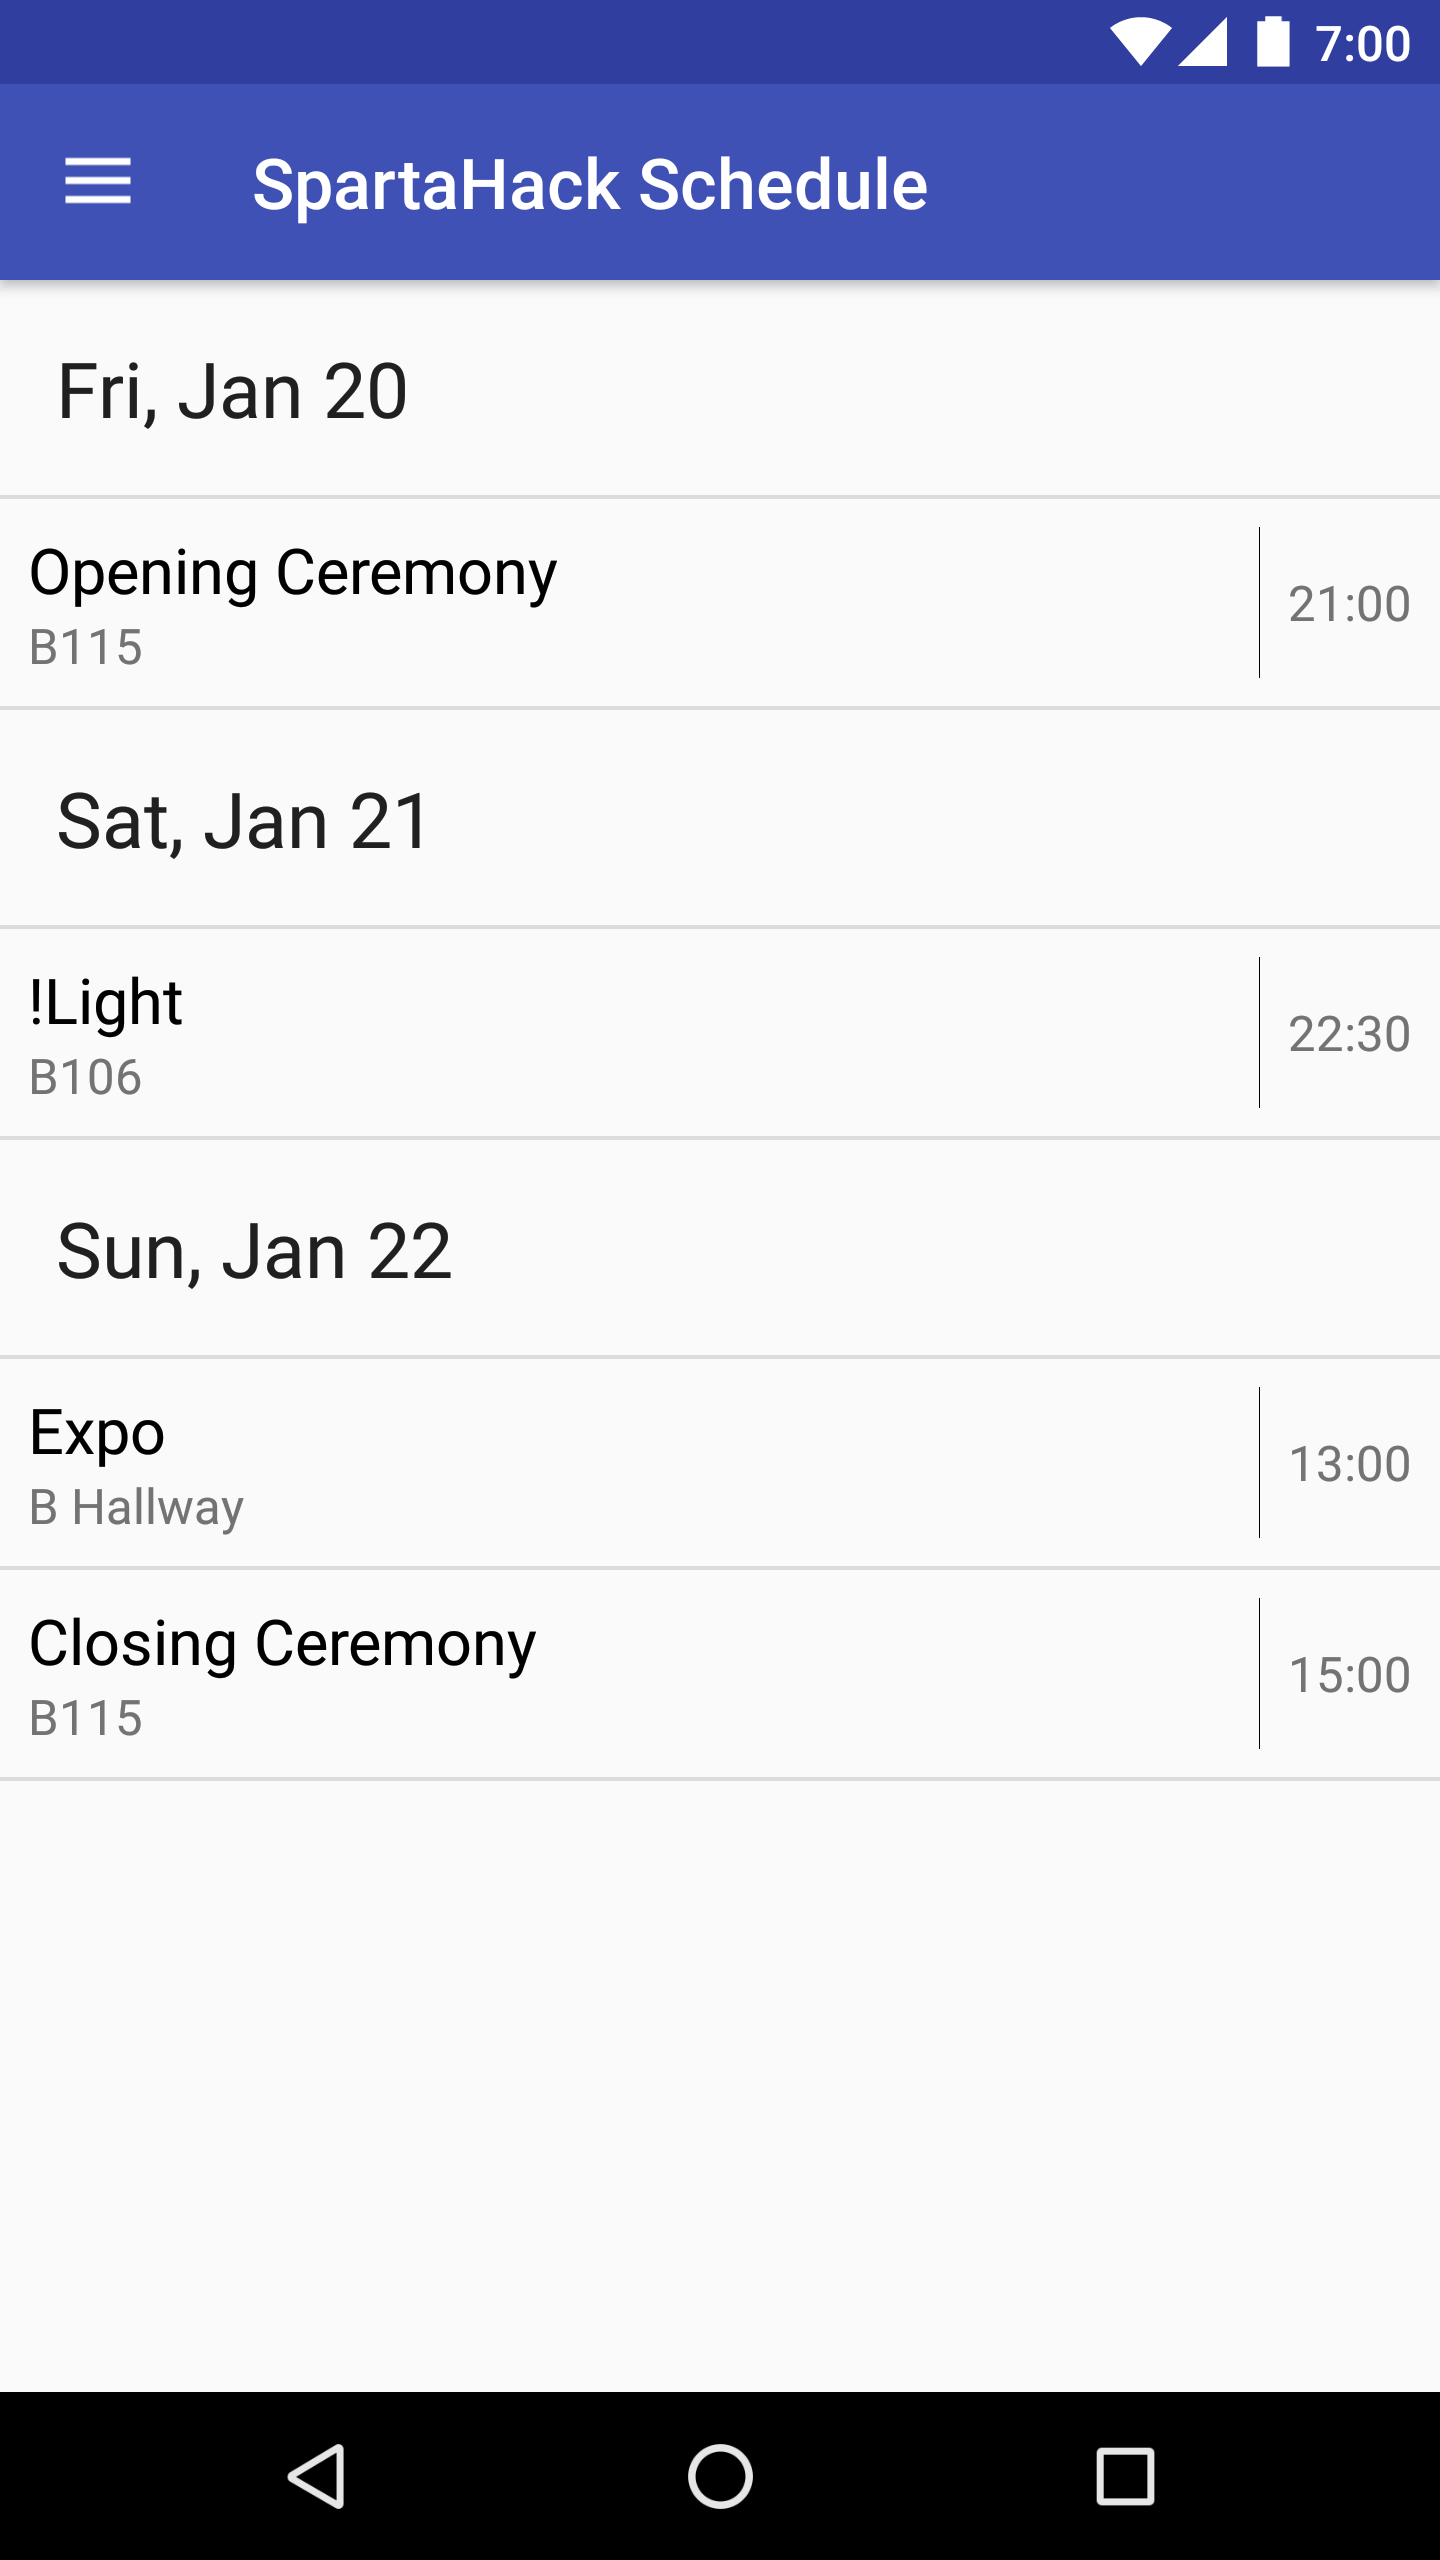 7:00
SpartaHack Schedule
Fri, Jan 20
Opening Ceremony
B115
21:00
Sat, Jan 21
!Light
B106
22:30
Sun, Jan 22
Expo
B Hallway
13:00
Closing Ceremony
B115
15:00